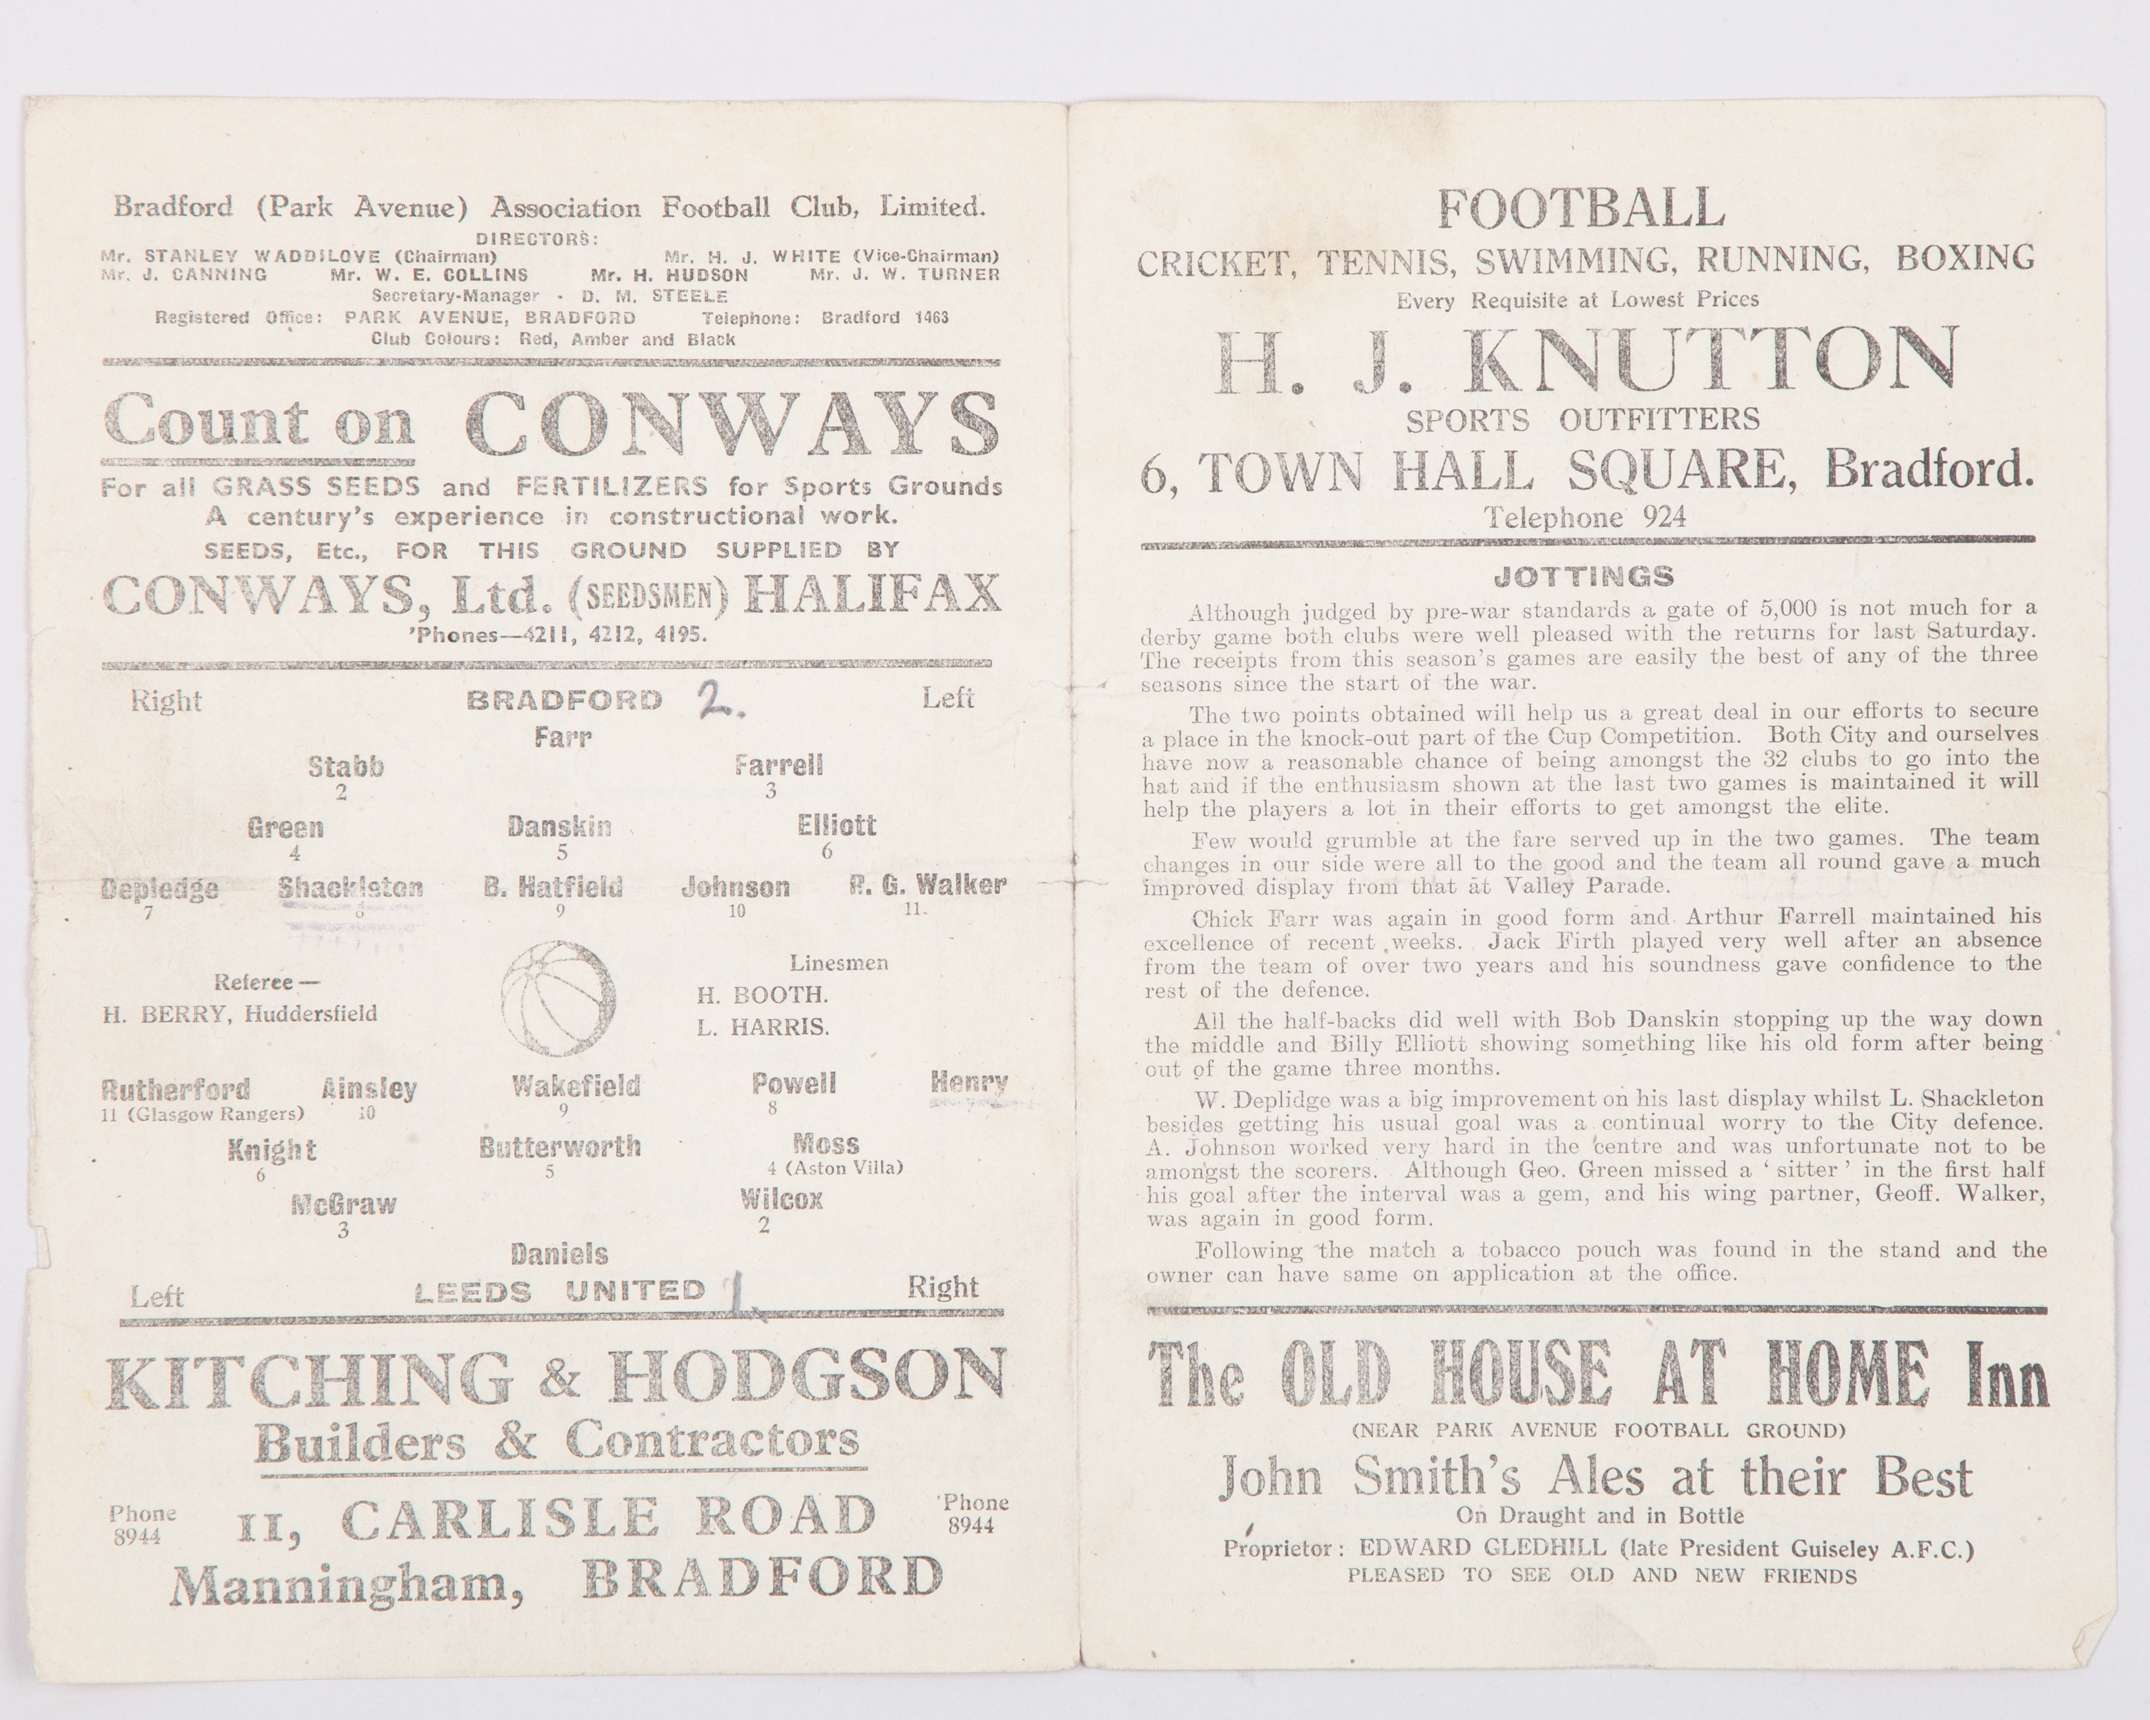 Bradford (Park Avenue) Association Football Club, Limited.
DIRECTORS:
Mr. STANLEY WADDILOVE (Chairman) Mr. H. J. WHITE (Vice-Chairman)
Mr. J. CANNING Mr. W. E. COLLINS Mr. H. HUDSON Mr. J. W. TURNER
Secretary-Manager - D. M. STEELE
Registered Office: PARK AVENUE, BRADFORD Telephone: Bradford 1463
Club Colours: Red, Amber and Black
Count on CONWAYS
For all GRASS SEEDS and FERTILIZERS for Sports Grounds
A century's experience in constructional work.
SEEDS, Etc., FOR THIS GROUND SUPPLIED BY
CONWAYS, Ltd. (SEEDSMEN) HALIFAX
'Phones—4211, 4212, 4195.
Right BRADFORD 2. Left
Farr
Stabb Farrell
2 3
Green Danskin Elliott
4 5 6
Depledge Shackleton B. Hatfield Johnson R. G. Walker
7 8 9 10 11.
Referee— Linesmen
H. BERRY, Huddersfield H. BOOTH.
L. HARRIS.
Rutherford Ainsley Wakefield Powell Henry
11 (Glasgow Rangers) 10 9 8 7
Knight Butterworth Moss
6 5 4 (Aston Villa)
McGraw Wilcox
3 2
Daniels
Left LEEDS UNITED 1. Right
KITCHING & HODGSON
Builders & Contractors
Phone 8944 11, CARLISLE ROAD 'Phone 8944
Manningham, BRADFORD
FOOTBALL
CRICKET, TENNIS, SWIMMING, RUNNING, BOXING
Every Requisite at Lowest Prices
H. J. KNUTTON
SPORTS OUTFITTERS
6, TOWN HALL SQUARE, Bradford.
Telephone 924
JOTTINGS
Although judged by pre-war standards a gate of 5,000 is not much for a
derby game both clubs were well pleased with the returns for last Saturday.
The receipts from this season's games are easily the best of any of the three
seasons since the start of the war.
The two points obtained will help us a great deal in our efforts to secure
a place in the knock-out part of the Cup Competition. Both City and ourselves
have now a reasonable chance of being amongst the 32 clubs to go into the
hat and if the enthusiasm shown at the last two games is maintained it will
help the players a lot in their efforts to get amongst the elite.
Few would grumble at the fare served up in the two games. The team
changes in our side were all to the good and the team all round gave a much
improved display from that at Valley Parade.
Chick Farr was again in good form and Arthur Farrell maintained his
excellence of recent weeks. Jack Firth played very well after an absence
from the team of over two years and his soundness gave confidence to the
rest of the defence.
All the half-backs did well with Bob Danskin stopping up the way down
the middle and Billy Elliott showing something like his old form after being
out of the game three months.
W. Deplidge was a big improvement on his last display whilst L. Shackleton
besides getting his usual goal was a continual worry to the City defence.
A. Johnson worked very hard in the centre and was unfortunate not to be
amongst the scorers. Although Geo. Green missed a ' sitter ' in the first half
his goal after the interval was a gem, and his wing partner, Geoff. Walker,
was again in good form.
Following the match a tobacco pouch was found in the stand and the
owner can have same on application at the office.
The OLD HOUSE AT HOME Inn
(NEAR PARK AVENUE FOOTBALL GROUND)
John Smith's Ales at their Best
On Draught and in Bottle
Proprietor: EDWARD GLEDHILL (late President Guiseley A.F.C.)
PLEASED TO SEE OLD AND NEW FRIENDS